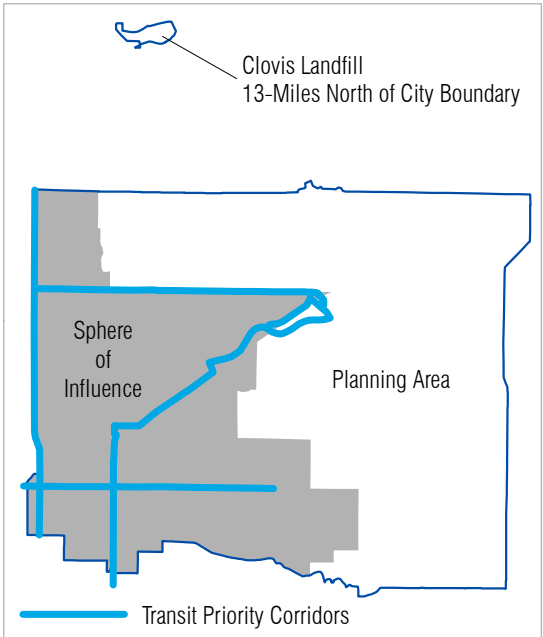 Clovis Landfill
13-Miles North of City Boundary
Sphere
of
Influence
Planning Area
Transit Priority Corridors